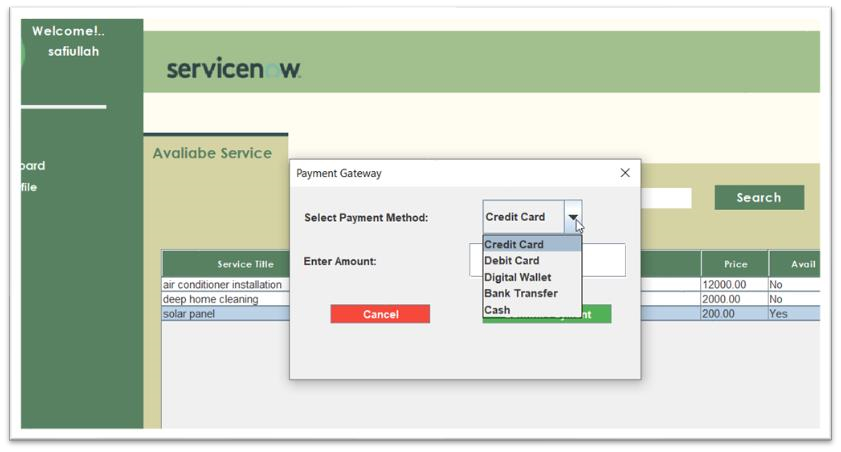 Welcome!..
safiullah
servicenow.
oard
file
Avaliabe Service
Search
Payment Gateway
Select Payment Method:
Credit Card
Credit Card
Debit Card
Digital Wallet
Bank Transfer
Cash
Enter Amount:
Cancel
Service Title Price Avail
air conditioner installation 12000.00 No
deep home cleaning 2000.00 No
solar panel 200.00 Yes